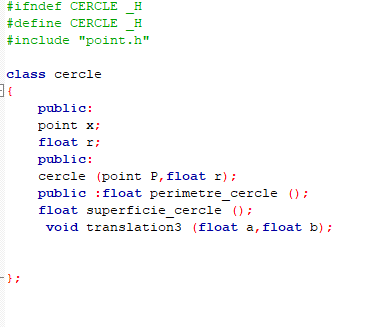 #ifndef CERCLE _H
#define CERCLE _H
#include "point.h"
class cercle
{
public:
point x;
float r;
public:
cercle (point P,float r);
public :float perimetre_cercle ();
float superficie_cercle ();
void translation3 (float a,float b);
};